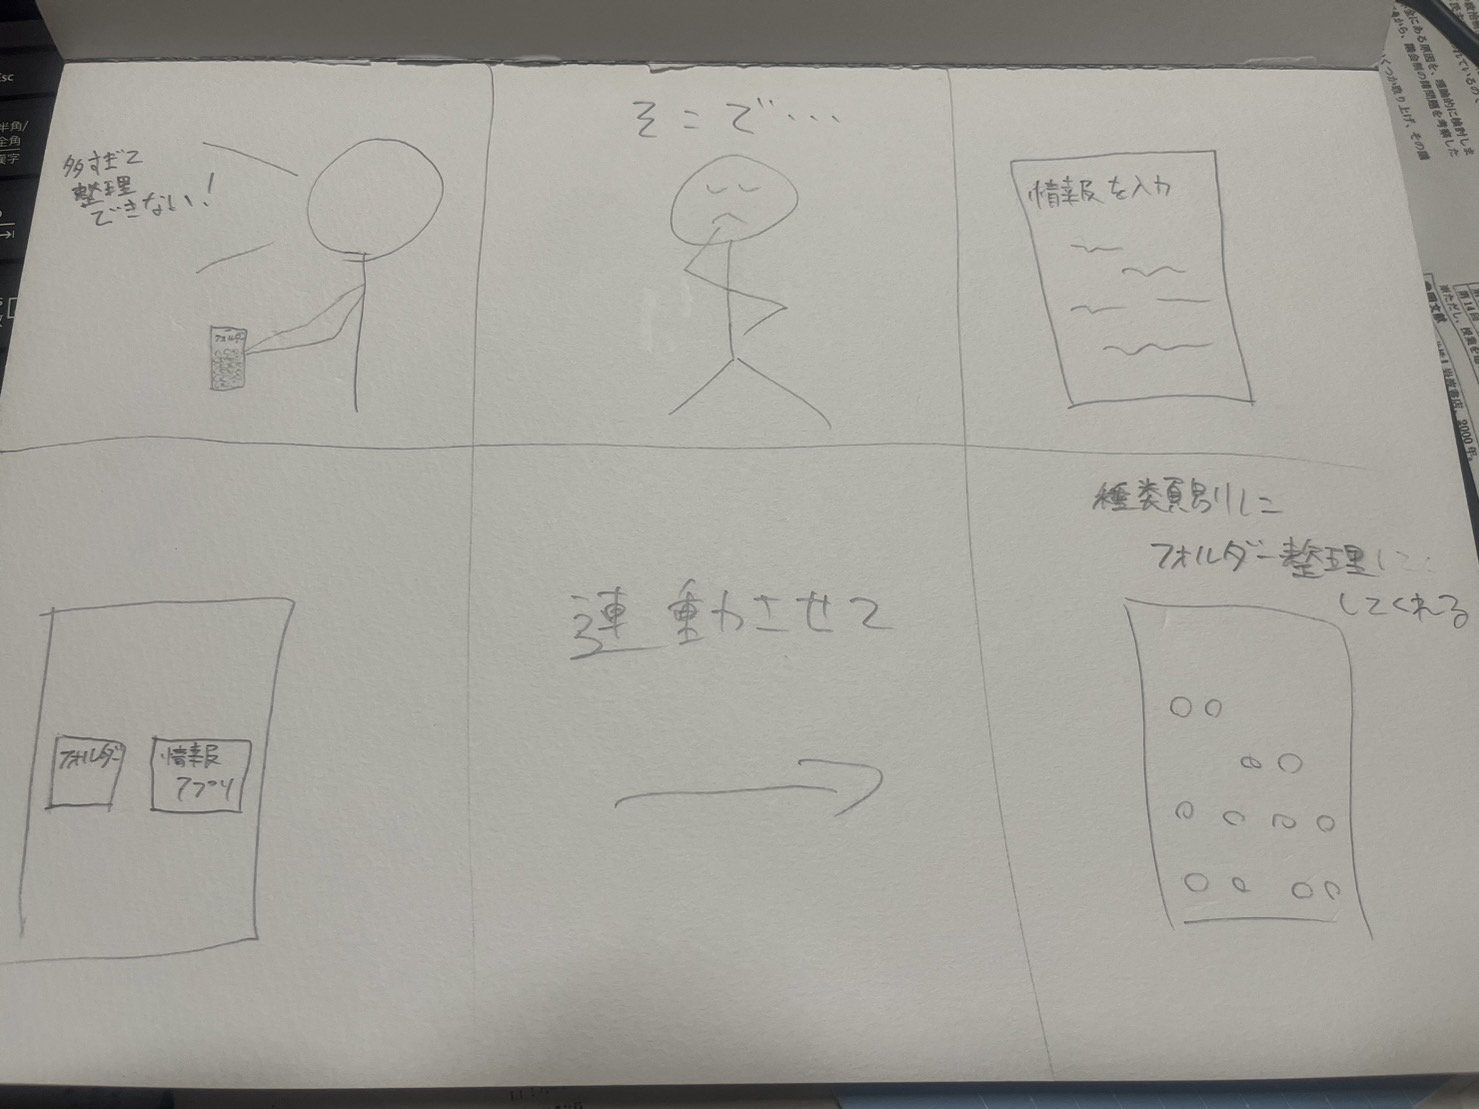 多すぎて
整理
できない!
フォルダー
そこで・・・
情報を入力
フォルダー
情報
アプリ
連動させて
種類別に
フォルダー整理
してくれる